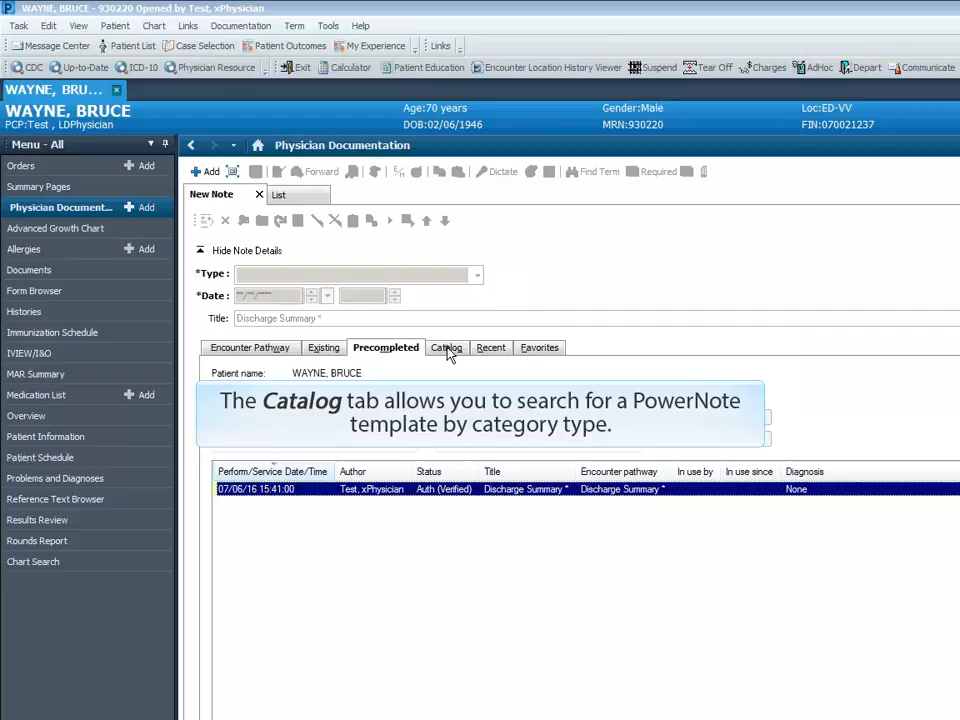 WAYNE, BRUCE - 930220 Opened by Test, xPhysician
Task Edit View Patient Chart Links Documentation Term Tools Help
Message Center Patient List Case Selection Patient Outcomes My Experience Links
CDC Up-to-Date ICD-10 Physician Resource Exit Calculator Patient Education Encounter Location History Viewer Suspend Tear Off Charges AdHoc Depart Communicate
WAYNE, BRU... ×
WAYNE, BRUCE Age:70 years Gender:Male Loc:ED-VV
PCP:Test , LDPhysician DOB:02/06/1946 MRN:930220 FIN:070021237
Menu - All
Orders Add
Summary Pages
Physician Document... Add
Advanced Growth Chart
Allergies Add
Documents
Form Browser
Histories
Immunization Schedule
IVIEW/I&O
MAR Summary
Medication List Add
Overview
Patient Information
Patient Schedule
Problems and Diagnoses
Reference Text Browser
Results Review
Rounds Report
Chart Search
Physician Documentation
Add Forward Dictate Find Term Required
New Note List
Hide Note Details
*Type :
*Date : **/**/****
Title: Discharge Summary *
Encounter Pathway Existing Precompleted Catalog Recent Favorites
Patient name: WAYNE, BRUCE
The Catalog tab allows you to search for a PowerNote
template by category type.
Perform/Service Date/Time Author Status Title Encounter pathway In use by In use since Diagnosis
07/06/16 15:41:00 Test, xPhysician Auth (Verified) Discharge Summary * Discharge Summary * None